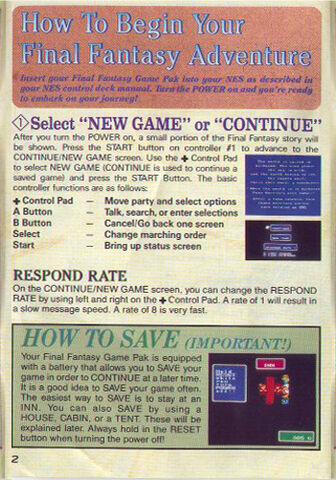 How To Begin Your
Final Fantasy Adventure
Insert your Final Fantasy Game Pak into your NES as described in
your NES control deck manual. Turn the POWER on and you're ready
to embark on your journey!
1 Select "NEW GAME" or "CONTINUE"
After you turn the POWER on, a small portion of the Final Fantasy story will
be shown. Press the START button on controller #1 to advance to the
CONTINUE/NEW GAME screen. Use the ✚ Control Pad
to select NEW GAME (CONTINUE is used to continue a
saved game) and press the START Button. The basic
controller functions are as follows:
✚ Control Pad — Move party and select options
A Button — Talk, search, or enter selections
B Button — Cancel/Go back one screen
Select — Change marching order
Start — Bring up status screen
RESPOND RATE
On the CONTINUE/NEW GAME screen, you can change the RESPOND
RATE by using left and right on the ✚ Control Pad. A rate of 1 will result in
a slow message speed. A rate of 8 is very fast.
HOW TO SAVE (IMPORTANT!)
Your Final Fantasy Game Pak is equipped
with a battery that allows you to SAVE your
game in order to CONTINUE at a later time.
It is a good idea to SAVE your game often.
The easiest way to SAVE is to stay an
INN. You can also SAVE by using a
HOUSE, CABIN, or a TENT. These will be
explained later. Always hold in the RESET
button when turning the power off!
2